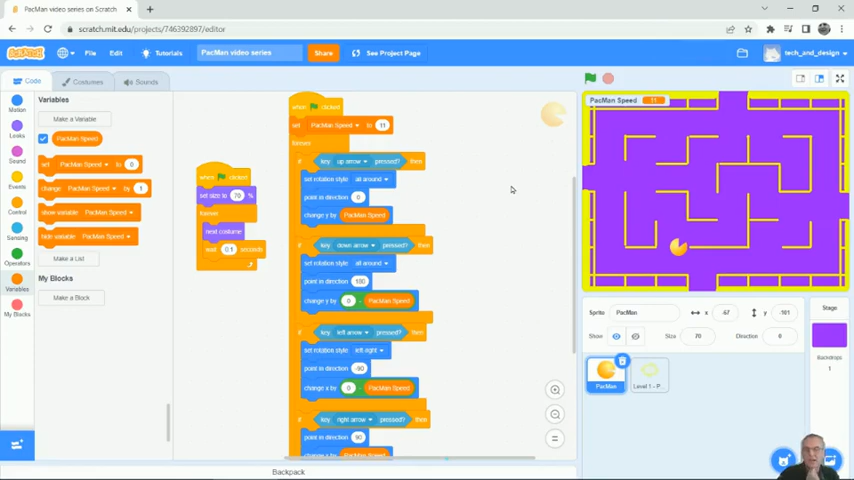 PacMan video series on Scratch
scratch.mit.edu/projects/746392897/editor
SCRATCH
File
Edit
Tutorials
PacMan video series
Share
See Project Page
tech_and_design
Code
Costumes
Sounds
Motion
Looks
Sound
Events
Control
Sensing
Operators
Variables
My Blocks
Variables
Make a Variable
PacMan Speed
set PacMan Speed to 0
change PacMan Speed by 1
show variable PacMan Speed
hide variable PacMan Speed
Make a List
My Blocks
Make a Block
when clicked
set size to 70 %
forever
next costume
wait 0.1 seconds
when clicked
set PacMan Speed to 11
forever
if key up arrow pressed? then
set rotation style all around
point in direction 0
change y by PacMan Speed
if key down arrow pressed? then
set rotation style all around
point in direction 180
change y by 0 - PacMan Speed
if key left arrow pressed? then
set rotation style left-right
point in direction -90
change x by 0 - PacMan Speed
if key right arrow pressed? then
point in direction 90
change x by PacMan Speed
Backpack
PacMan Speed 11
Sprite PacMan x -67 y -101
Show Size 70 Direction 0
PacMan
Level 1 - P...
Stage
Backdrops
1